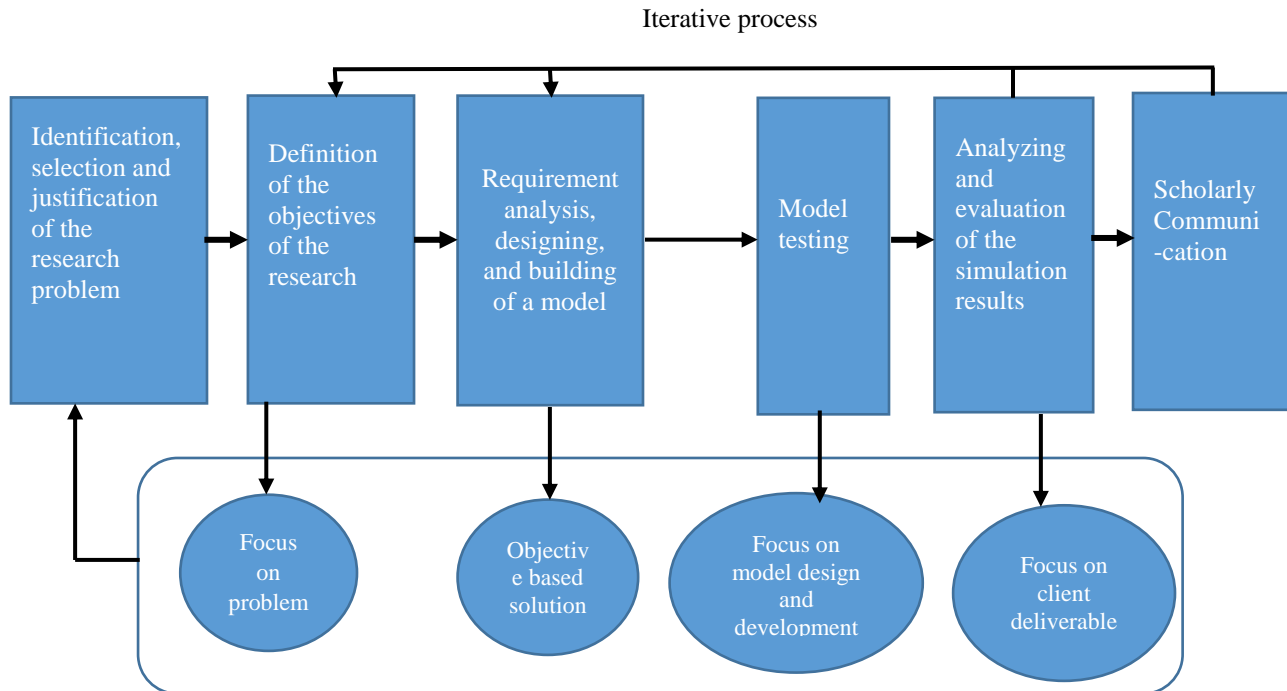 Iterative process
Identification,
selection and
justification
of the
research
problem
Definition
of the
objectives
of the
research
Requirement
analysis,
designing,
and building
of a model
Model
testing
Analyzing
and
evaluation
of the
simulation
results
Scholarly
Communi
-cation
Focus
on
problem
Objectiv
e based
solution
Focus on
model design
and
development
Focus on
client
deliverable